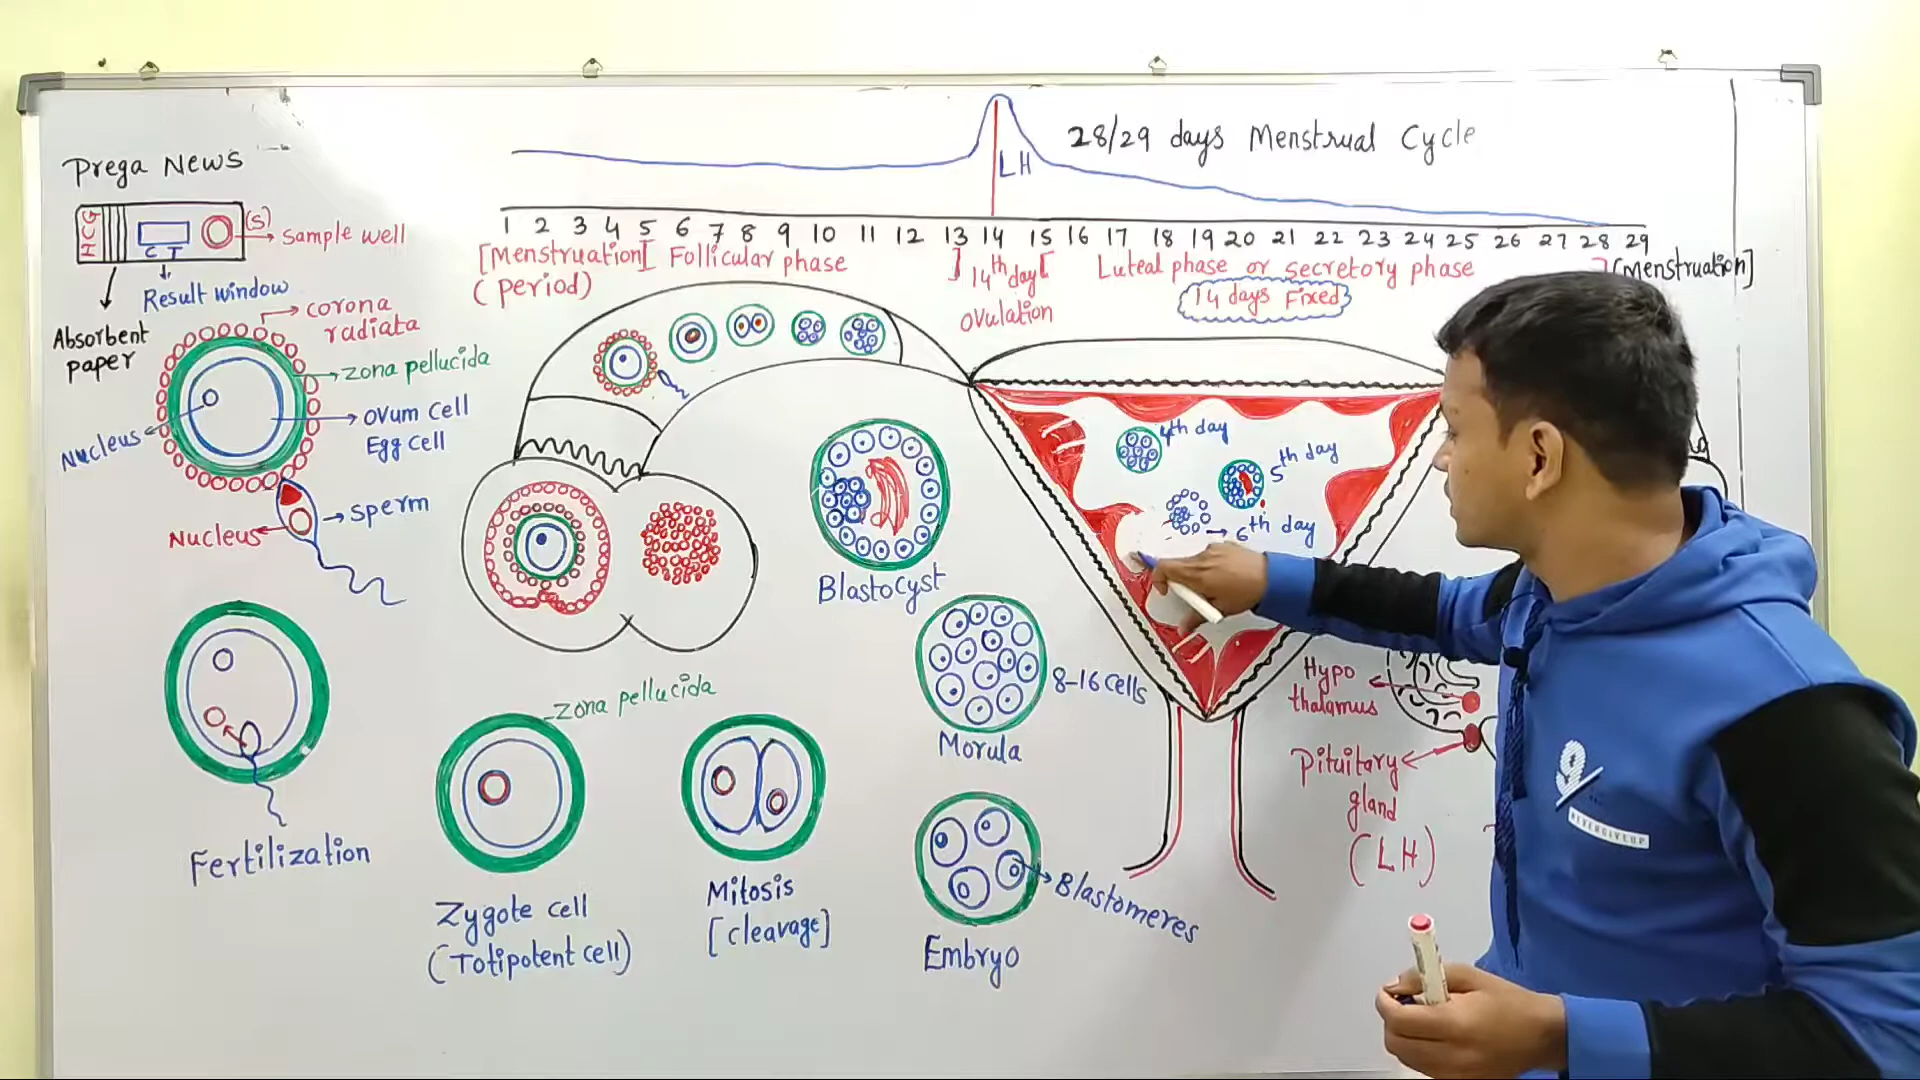 28/29 days Menstrual Cycle
LH
1 2 3 4 5 6 7 8 9 10 11 12 13 14 15 16 17 18 19 20 21 22 23 24 25 26 27 28 29
[Menstruation]
(period)
[ Follicular phase ]
14th day
ovulation
[ Luteal phase or secretory phase ]
14 days Fixed
(Menstruation]
Prega News
HCG
C T
(S)
Sample well
Result window
Absorbent
paper
corona
radiata
zona pellucida
ovum cell
Egg cell
Nucleus
sperm
Nucleus
Fertilization
zona pellucida
Zygote cell
(Totipotent cell)
Mitosis
[cleavage]
Blastocyst
8-16 cells
Morula
Blastomeres
Embryo
4th day
5th day
6th day
Hypo
thalamus
Pituitary
gland
(LH)
9
NEVERGIVEUP